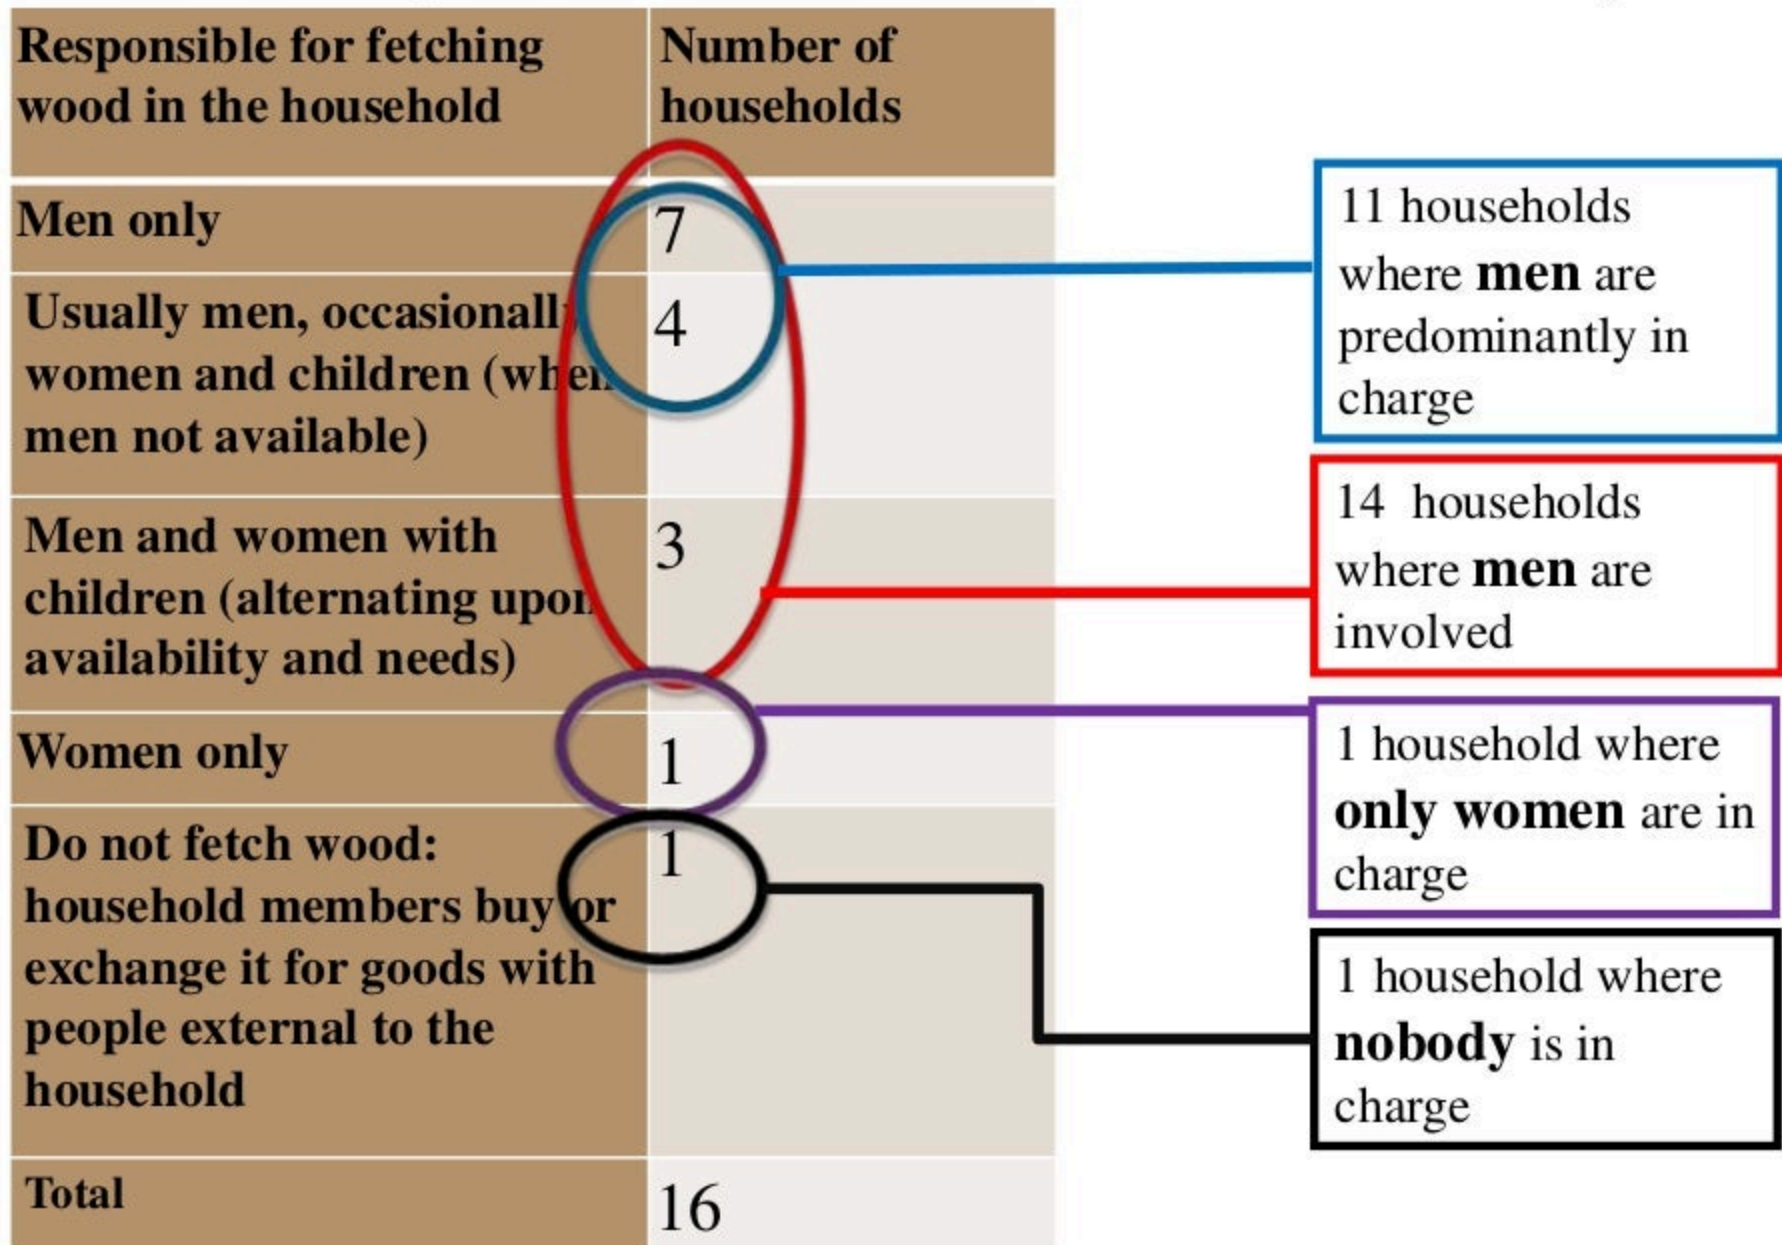 Responsible for fetching
wood in the household
Number of
households
Men only
7
Usually men, occasionally
women and children (when
men not available)
4
Men and women with
children (alternating upon
availability and needs)
3
Women only
1
Do not fetch wood:
household members buy or
exchange it for goods with
people external to the
household
1
Total
16
11 households
where men are
predominantly in
charge
14 households
where men are
involved
1 household where
only women are in
charge
1 household where
nobody is in
charge